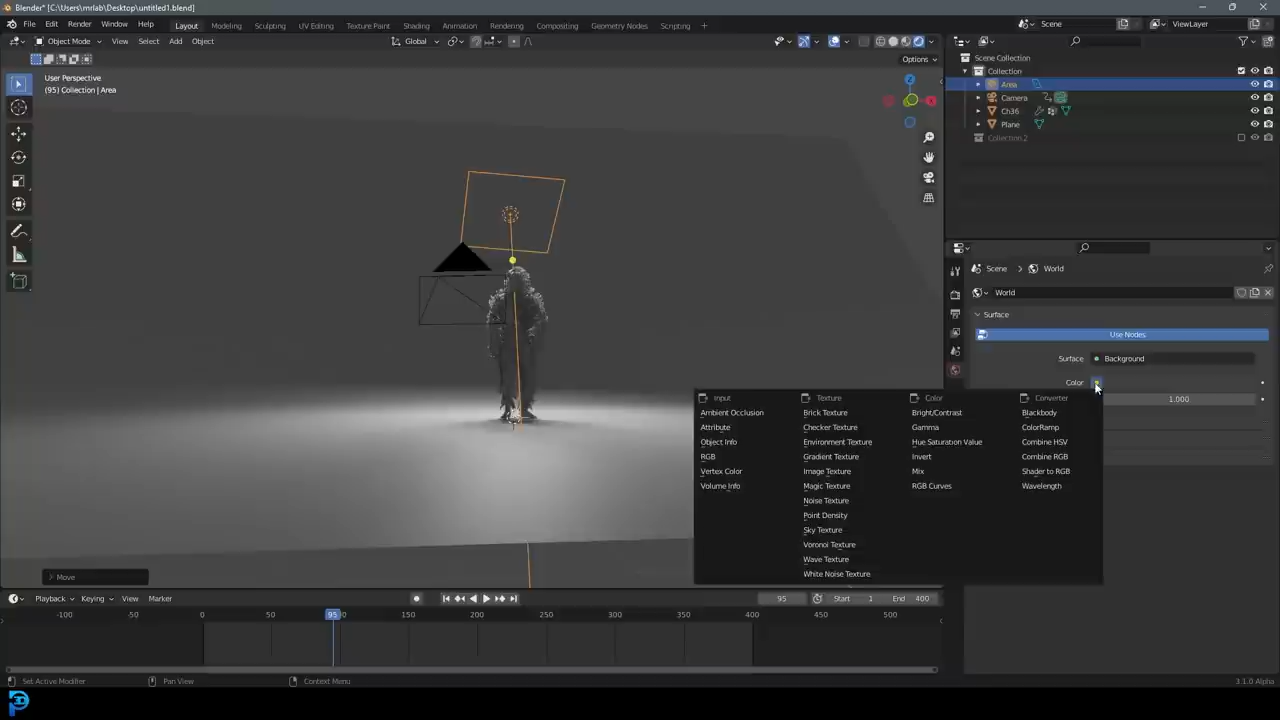 Blender* [C:\Users\mrlab\Desktop\untitled1.blend]
File Edit Render Window Help Layout Modeling Sculpting UV Editing Texture Paint Shading Animation Rendering Compositing Geometry Nodes Scripting + Scene ViewLayer
Object Mode View Select Add Object Global
Options
User Perspective
(95) Collection | Area
Scene Collection
Collection
Area
Camera
Ch36
Plane
Collection 2
Scene > World
World
Surface
Use Nodes
Surface Background
Color
1.000
Input Texture Color Converter
Ambient Occlusion Brick Texture Bright/Contrast Blackbody
Attribute Checker Texture Gamma ColorRamp
Object Info Environment Texture Hue Saturation Value Combine HSV
RGB Gradient Texture Invert Combine RGB
Vertex Color Image Texture Mix Shader to RGB
Volume Info Magic Texture RGB Curves Wavelength
Noise Texture
Point Density
Sky Texture
Voronoi Texture
Wave Texture
White Noise Texture
> Move
Playback Keying View Marker 95 Start 1 End 400
-100 -50 0 50 95 150 200 250 300 350 400 450 500
Set Active Modifier Pan View Context Menu 3.1.0 Alpha